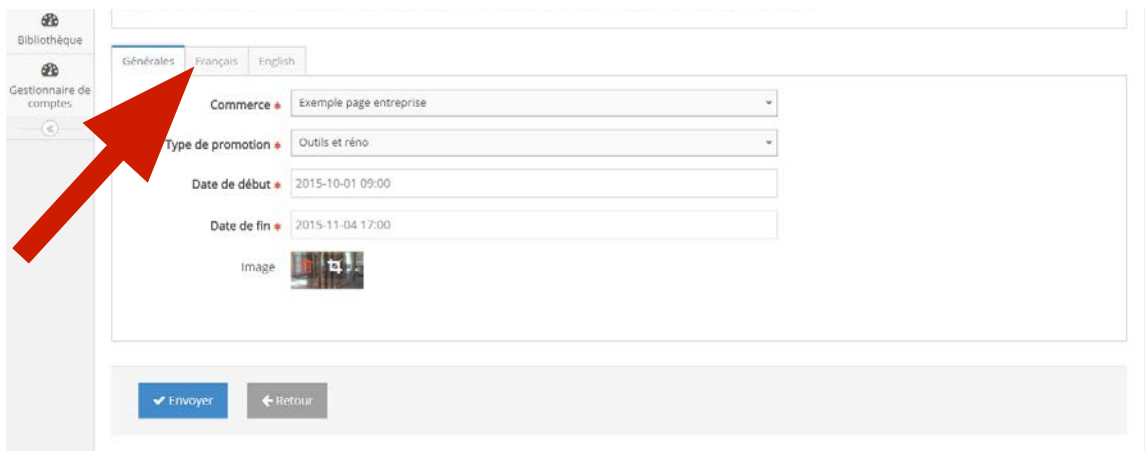 Bibliothèque
Gestionnaire de
comptes
Générales Français English
Commerce * Exemple page entreprise
Type de promotion * Outils et réno
Date de début * 2015-10-01 09:00
Date de fin * 2015-11-04 17:00
Image
Envoyer Retour